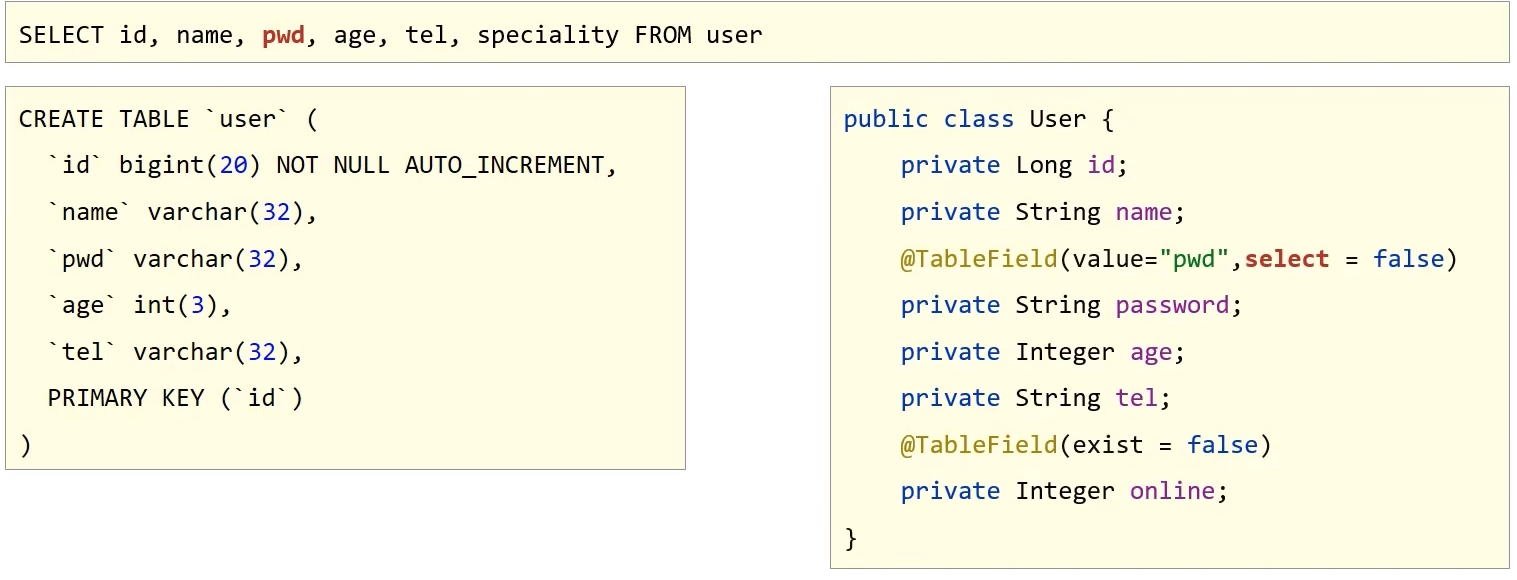 SELECT id, name, pwd, age, tel, speciality FROM user
CREATE TABLE `user` (
`id` bigint(20) NOT NULL AUTO_INCREMENT,
`name` varchar(32),
`pwd` varchar(32),
`age` int(3),
`tel` varchar(32),
PRIMARY KEY (`id`)
)
public class User {
private Long id;
private String name;
@TableField(value="pwd",select = false)
private String password;
private Integer age;
private String tel;
@TableField(exist = false)
private Integer online;
}